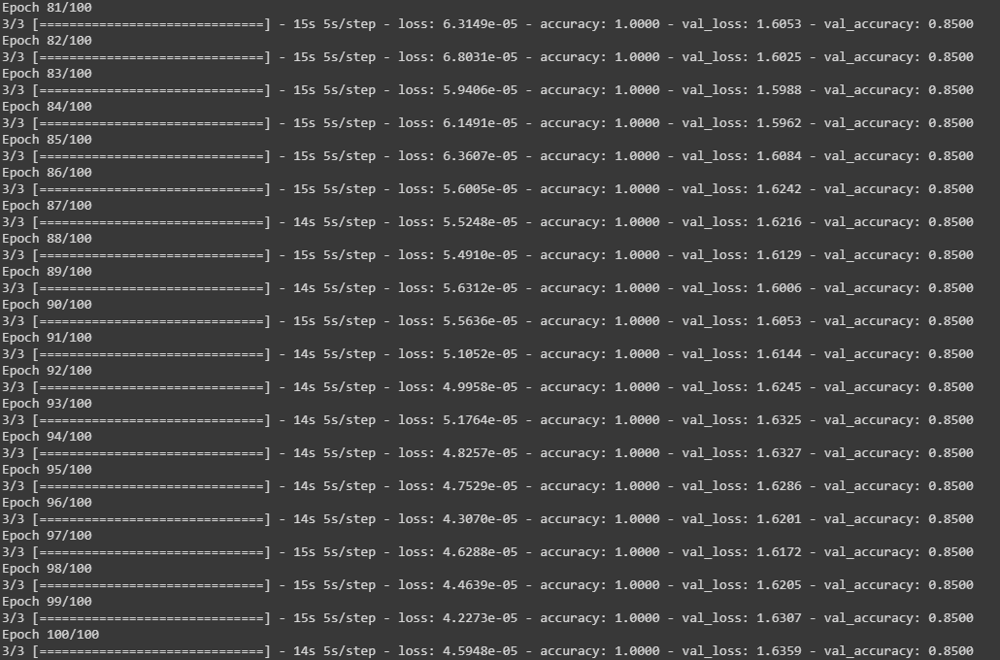 Epoch 81/100
3/3 [==============================] - 15s 5s/step - loss: 6.3149e-05 - accuracy: 1.0000 - val_loss: 1.6053 - val_accuracy: 0.8500
Epoch 82/100
3/3 [==============================] - 15s 5s/step - loss: 6.8031e-05 - accuracy: 1.0000 - val_loss: 1.6025 - val_accuracy: 0.8500
Epoch 83/100
3/3 [==============================] - 15s 5s/step - loss: 5.9406e-05 - accuracy: 1.0000 - val_loss: 1.5988 - val_accuracy: 0.8500
Epoch 84/100
3/3 [==============================] - 15s 5s/step - loss: 6.1491e-05 - accuracy: 1.0000 - val_loss: 1.5962 - val_accuracy: 0.8500
Epoch 85/100
3/3 [==============================] - 15s 5s/step - loss: 6.3607e-05 - accuracy: 1.0000 - val_loss: 1.6084 - val_accuracy: 0.8500
Epoch 86/100
3/3 [==============================] - 15s 5s/step - loss: 5.6005e-05 - accuracy: 1.0000 - val_loss: 1.6242 - val_accuracy: 0.8500
Epoch 87/100
3/3 [==============================] - 14s 5s/step - loss: 5.5248e-05 - accuracy: 1.0000 - val_loss: 1.6216 - val_accuracy: 0.8500
Epoch 88/100
3/3 [==============================] - 15s 5s/step - loss: 5.4910e-05 - accuracy: 1.0000 - val_loss: 1.6129 - val_accuracy: 0.8500
Epoch 89/100
3/3 [==============================] - 14s 5s/step - loss: 5.6312e-05 - accuracy: 1.0000 - val_loss: 1.6006 - val_accuracy: 0.8500
Epoch 90/100
3/3 [==============================] - 15s 5s/step - loss: 5.5636e-05 - accuracy: 1.0000 - val_loss: 1.6053 - val_accuracy: 0.8500
Epoch 91/100
3/3 [==============================] - 14s 5s/step - loss: 5.1052e-05 - accuracy: 1.0000 - val_loss: 1.6144 - val_accuracy: 0.8500
Epoch 92/100
3/3 [==============================] - 14s 5s/step - loss: 4.9958e-05 - accuracy: 1.0000 - val_loss: 1.6245 - val_accuracy: 0.8500
Epoch 93/100
3/3 [==============================] - 14s 5s/step - loss: 5.1764e-05 - accuracy: 1.0000 - val_loss: 1.6325 - val_accuracy: 0.8500
Epoch 94/100
3/3 [==============================] - 14s 5s/step - loss: 4.8257e-05 - accuracy: 1.0000 - val_loss: 1.6327 - val_accuracy: 0.8500
Epoch 95/100
3/3 [==============================] - 14s 5s/step - loss: 4.7529e-05 - accuracy: 1.0000 - val_loss: 1.6286 - val_accuracy: 0.8500
Epoch 96/100
3/3 [==============================] - 14s 5s/step - loss: 4.3070e-05 - accuracy: 1.0000 - val_loss: 1.6201 - val_accuracy: 0.8500
Epoch 97/100
3/3 [==============================] - 15s 5s/step - loss: 4.6288e-05 - accuracy: 1.0000 - val_loss: 1.6172 - val_accuracy: 0.8500
Epoch 98/100
3/3 [==============================] - 15s 5s/step - loss: 4.4639e-05 - accuracy: 1.0000 - val_loss: 1.6205 - val_accuracy: 0.8500
Epoch 99/100
3/3 [==============================] - 15s 5s/step - loss: 4.2273e-05 - accuracy: 1.0000 - val_loss: 1.6307 - val_accuracy: 0.8500
Epoch 100/100
3/3 [==============================] - 14s 5s/step - loss: 4.5948e-05 - accuracy: 1.0000 - val_loss: 1.6359 - val_accuracy: 0.8500